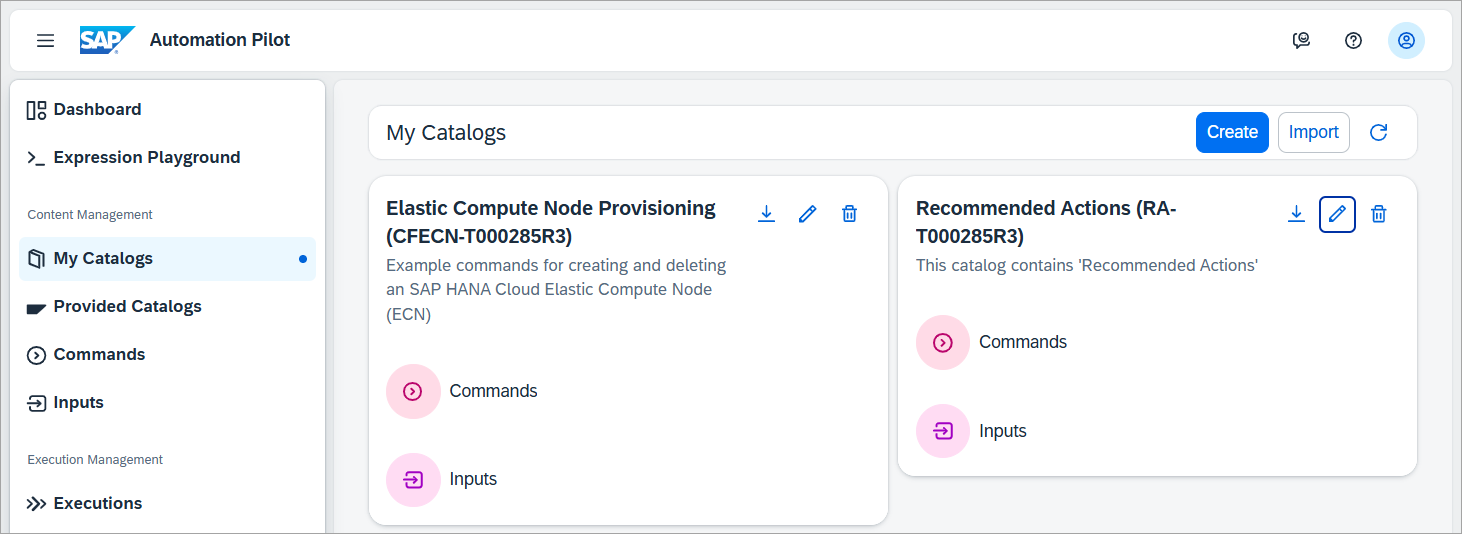 SAP Automation Pilot
Dashboard
Expression Playground
Content Management
My Catalogs
Provided Catalogs
Commands
Inputs
Execution Management
Executions
My Catalogs
Create
Import
Elastic Compute Node Provisioning
(CFECN-T000285R3)
Example commands for creating and deleting
an SAP HANA Cloud Elastic Compute Node
(ECN)
Commands
Inputs
Recommended Actions (RA-
T000285R3)
This catalog contains 'Recommended Actions'
Commands
Inputs